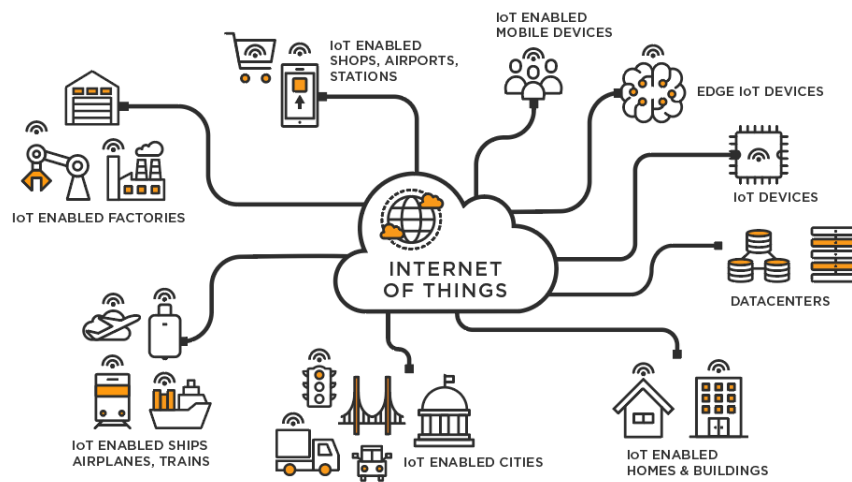 IoT ENABLED
SHOPS, AIRPORTS,
STATIONS
IoT ENABLED
MOBILE DEVICES
EDGE IoT DEVICES
IoT DEVICES
IoT ENABLED FACTORIES
INTERNET
OF THINGS
DATACENTERS
IoT ENABLED SHIPS
AIRPLANES, TRAINS
IoT ENABLED CITIES
IoT ENABLED
HOMES & BUILDINGS